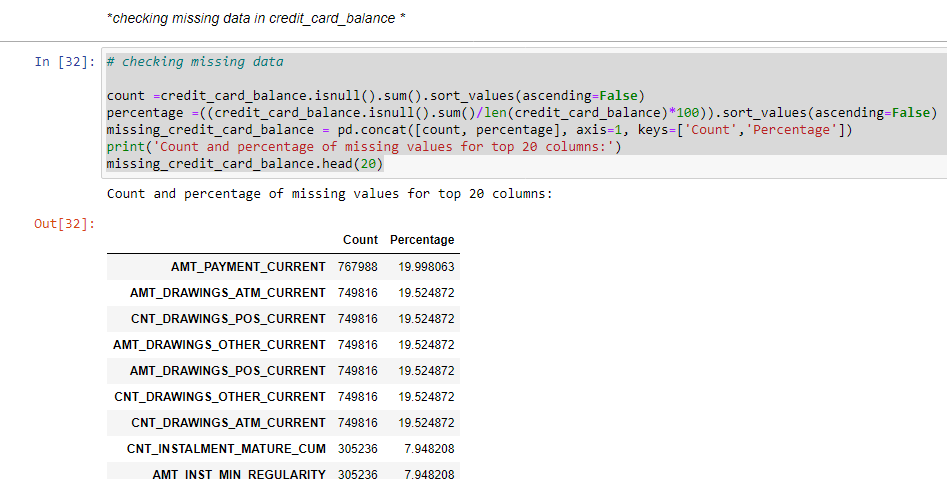 *checking missing data in credit_card_balance *
In [32]: # checking missing data
count =credit_card_balance.isnull().sum().sort_values(ascending=False)
percentage =((credit_card_balance.isnull().sum()/len(credit_card_balance)*100)).sort_values(ascending=False)
missing_credit_card_balance = pd.concat([count, percentage], axis=1, keys=['Count','Percentage'])
print('Count and percentage of missing values for top 20 columns:')
missing_credit_card_balance.head(20)
Count and percentage of missing values for top 20 columns:
Out[32]:
Count Percentage
AMT_PAYMENT_CURRENT 767988 19.998063
AMT_DRAWINGS_ATM_CURRENT 749816 19.524872
CNT_DRAWINGS_POS_CURRENT 749816 19.524872
AMT_DRAWINGS_OTHER_CURRENT 749816 19.524872
AMT_DRAWINGS_POS_CURRENT 749816 19.524872
CNT_DRAWINGS_OTHER_CURRENT 749816 19.524872
CNT_DRAWINGS_ATM_CURRENT 749816 19.524872
CNT_INSTALMENT_MATURE_CUM 305236 7.948208
AMT_INST_MIN_REGULARITY 305236 7.948208